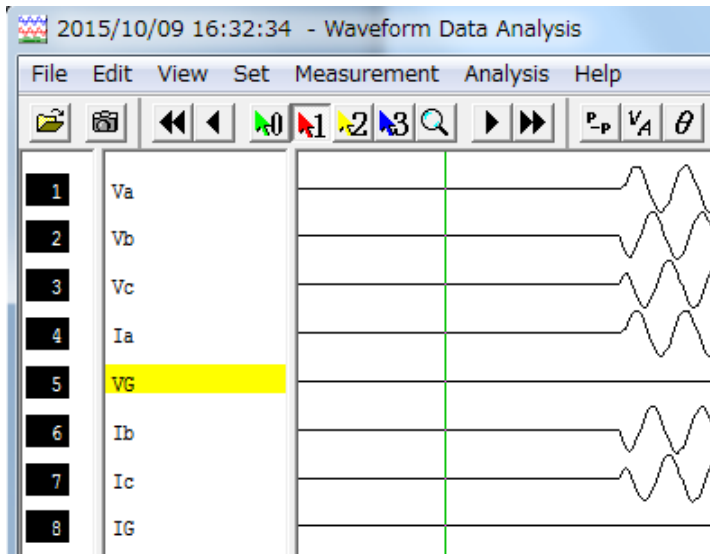 2015/10/09 16:32:34 - Waveform Data Analysis
File Edit View Set Measurement Analysis Help
0 1 2 3 P-P V/A θ
1 Va
2 Vb
3 Vc
4 Ia
5 VG
6 Ib
7 Ic
8 IG